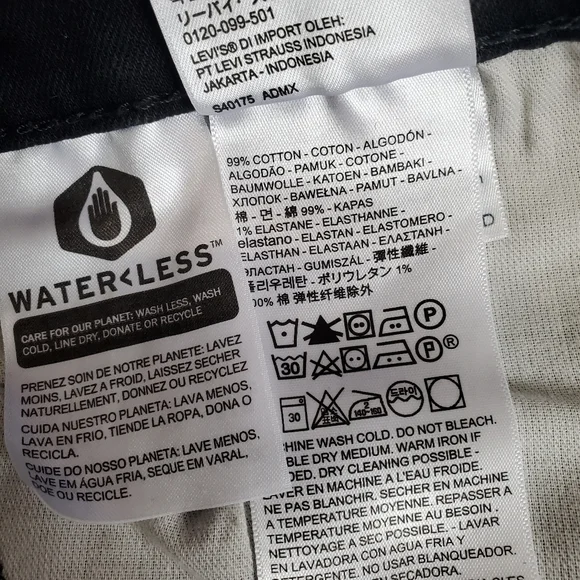 0120-099-501
LEVI'S® DI IMPORT OLEH:
PT LEVI STRAUSS INDONESIA
JAKARTA - INDONESIA
S40175 ADMX
WATER<LESS™
CARE FOR OUR PLANET: WASH LESS, WASH
COLD, LINE DRY, DONATE OR RECYCLE
PRENEZ SOIN DE NOTRE PLANETE: LAVEZ
MOINS, LAVEZ A FROID, LAISSEZ SECHER
NATURELLEMENT, DONNEZ OU RECYCLEZ
CUIDA NUESTRO PLANETA: LAVA MENOS,
LAVA EN FRIO, TIENDE LA ROPA, DONA O
RECICLA.
CUIDE DO NOSSO PLANETA: LAVE MENOS,
LAVE EM ÁGUA FRIA, SEQUE EM VARAL,
DOE OU RECICLE.
99% COTTON - COTON - ALGODÓN -
ALGODÃO - PAMUK - COTONE -
BAUMWOLLE - KATOEN - BAMBAKI -
ХЛОПОК - BAWEŁNA - PAMUT - BAVLNA -
棉 - 면 - 綿 99% - KAPAS
1% ELASTANE - ELASTHANNE -
elastano - ELASTAN - ELASTOMERO -
ELASTHAN - ELASTAAN - ΕΛΑΣΤΑΝΗ -
ЭЛАСТАН - GUMISZÁL - 彈性纖維 -
폴리우레탄 - ポリウレタン 1%
100% 棉 弹性纤维除外
P
30 P®
30 140-160 드라이
MACHINE WASH COLD. DO NOT BLEACH.
DRY MEDIUM. WARM IRON IF
DRY CLEANING POSSIBLE -
LAVER EN MACHINE A L'EAU FROIDE.
NE PAS BLANCHIR. SECHER EN MACHINE
A TEMPERATURE MOYENNE. REPASSER A
TEMPERATURE MOYENNE AU BESOIN.
NETTOYAGE A SEC POSSIBLE. - LAVAR
EN LAVADORA CON AGUA FRIA Y
DETERGENTE. NO USAR BLANQUEADOR.
EN SECADORA.
D